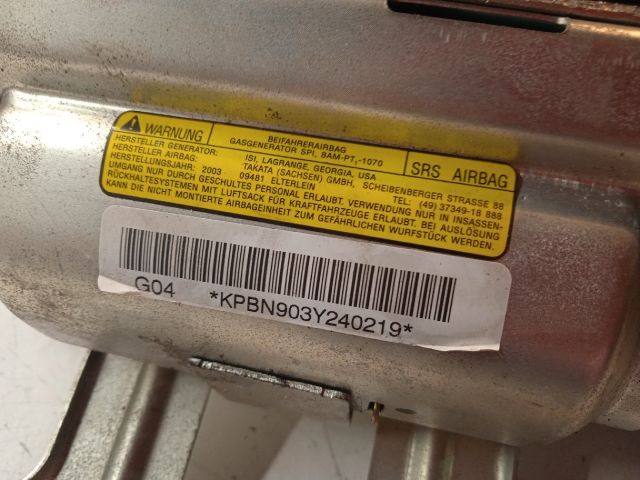 WARNUNG
BEIFAHRERAIRBAG
GASGENERATOR SPI, BAM-PT₁-1070
SRS AIRBAG
HERSTELLER GENERATOR: ISI, LAGRANGE, GEORGIA, USA
HERSTELLER AIRBAG: TAKATA (SACHSEN) GMBH, SCHEIBENBERGER STRASSE 88
HERSTELLUNGSJAHR: 2003 09481 ELTERLEIN TEL: (49) 37349-18 888
UMGANG NUR DURCH GESCHULTES PERSONAL ERLAUBT. VERWENDUNG NUR IN INSASSEN-
RÜCKHALTESYSTEMEN MIT LUFTSACK FÜR KRAFTFAHRZEUGE ERLAUBT. BEI AUSLÖSUNG
KANN DIE NICHT MONTIERTE AIRBAGEINHEIT ZUM GEFÄHRLICHEN WURFSTÜCK WERDEN.
G04 *KPBN903Y240219*